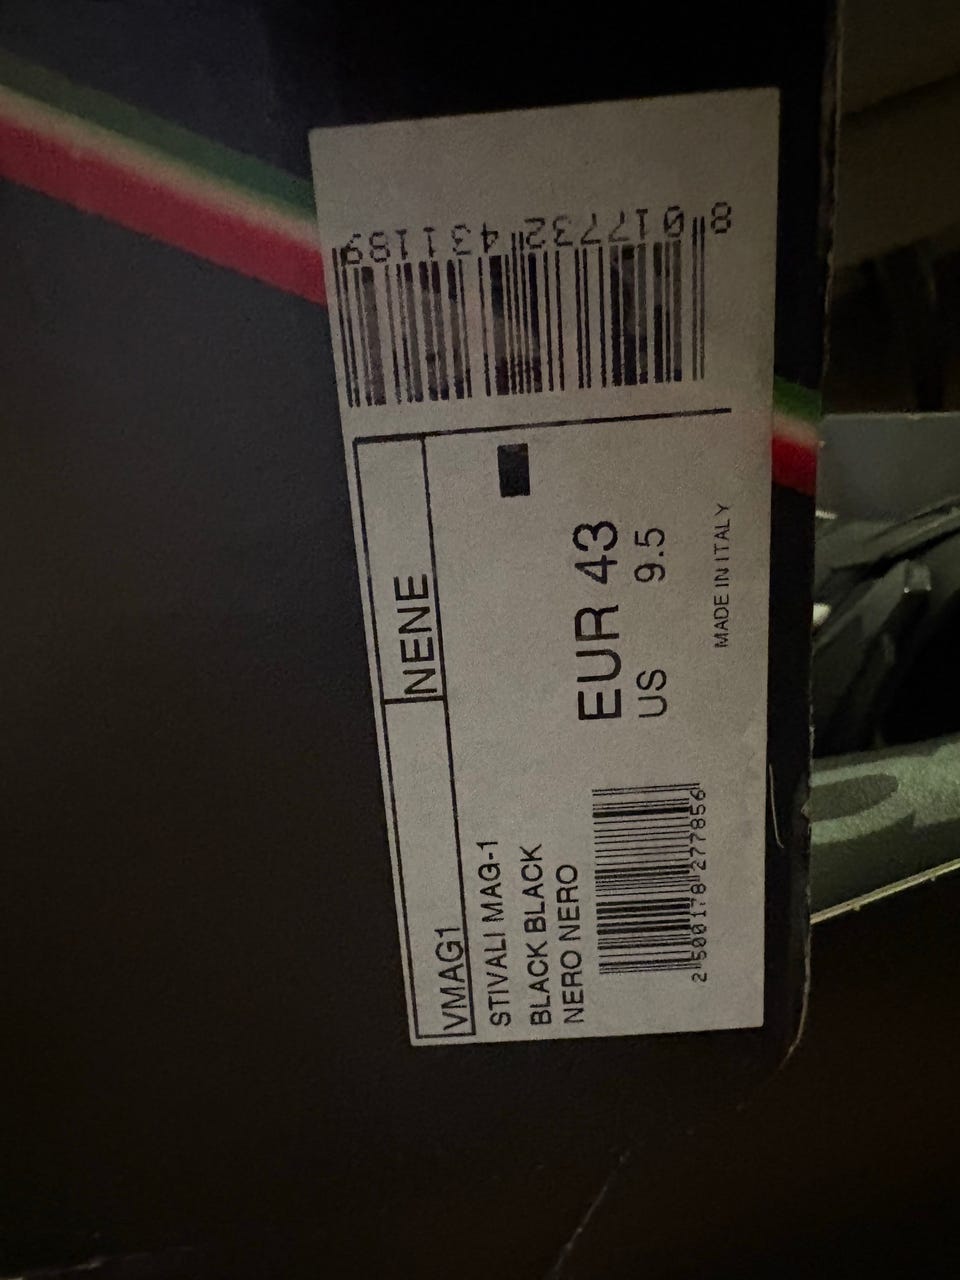 VMAG1 NENE
STIVALI MAG-1
BLACK BLACK
NERO NERO
EUR 43
US 9.5
2 500178 277856
MADE IN ITALY
8 017732 431189